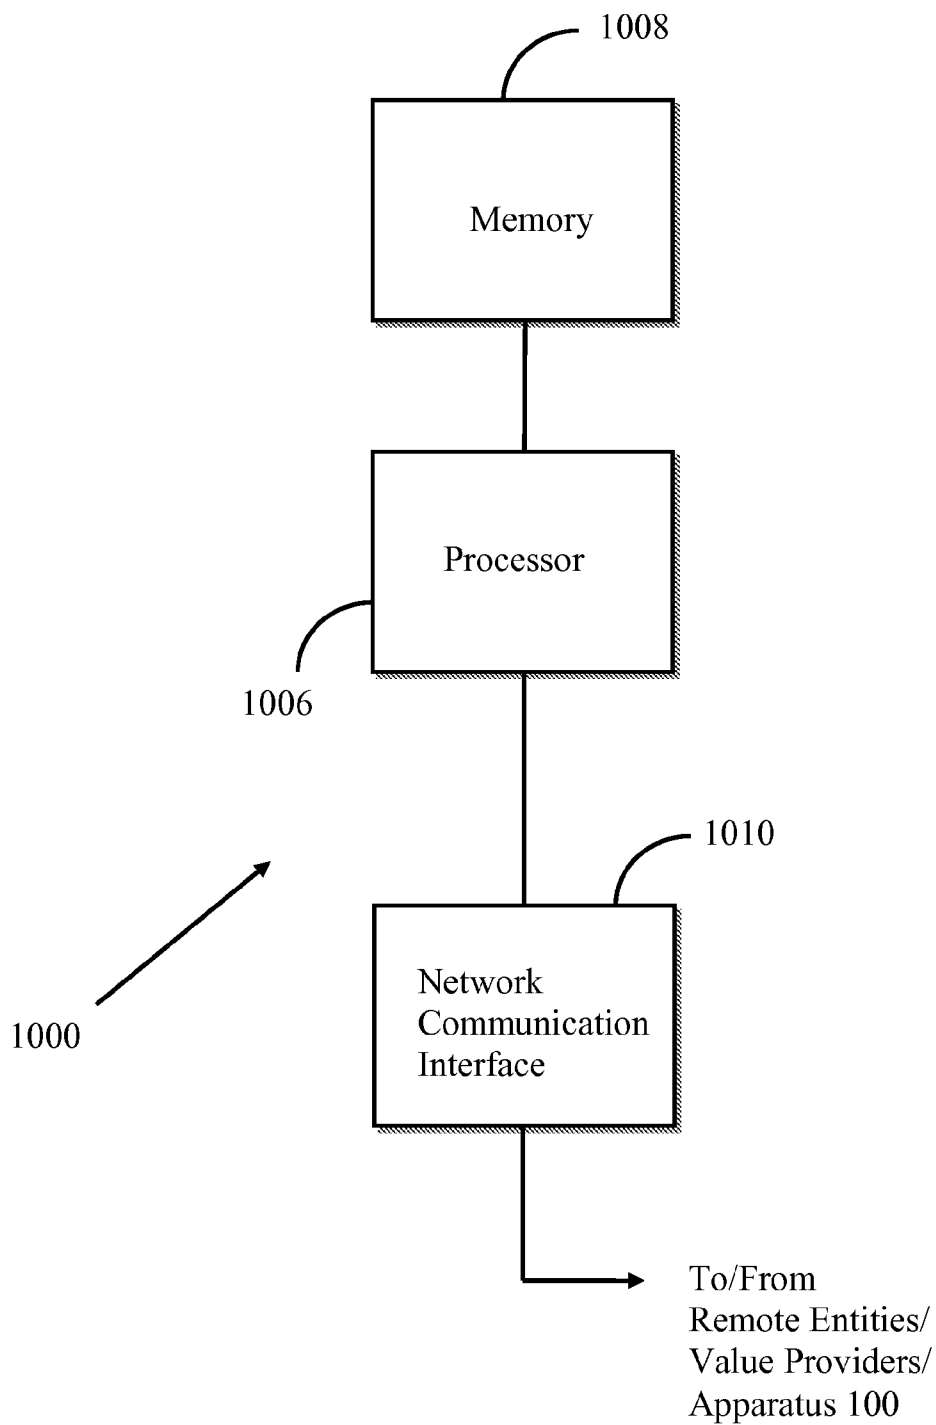 1008
Memory
Processor
1006
1010
Network
Communication
Interface
1000
To/From
Remote Entities/
Value Providers/
Apparatus 100